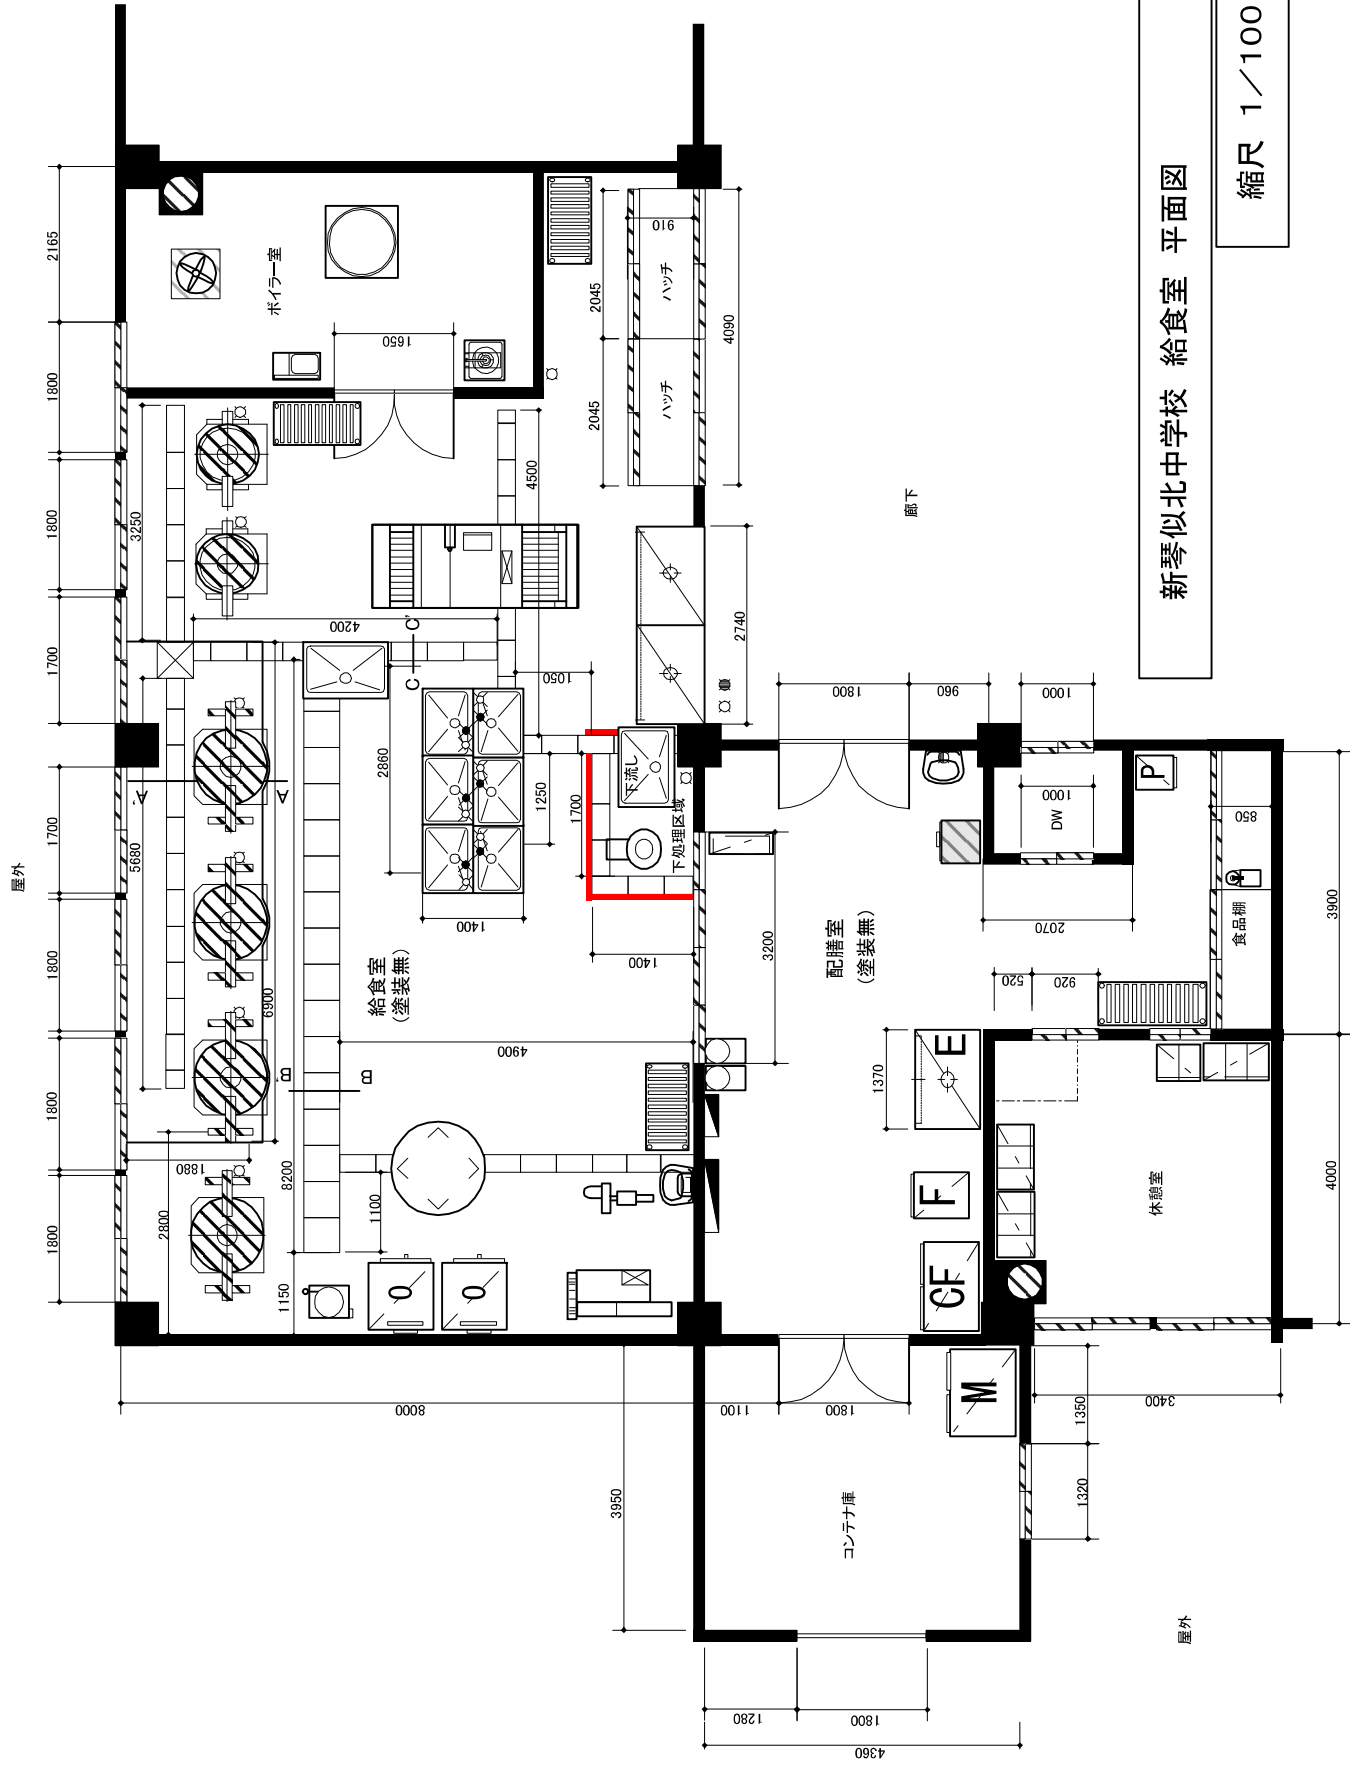 新琴似北中学校 給食室 平面図
縮尺 1/100
屋外
2165
1800
1800
1700
1700
1800
1800
1800
ボイラー室
1650
910
ハッチ
ハッチ
2045
2045
4090
3250
4500
4200
C C'
1050
2740
廊下
A' A
5680
6900
2860
1400
1250
1700
下流し
下処理区域
1400
給食室
(塗装無)
4900
B' B
1880
2800
8200
1100
1150
O
O
8000
1800
960
1000
1000
DW
P
850
食品棚
3900
2070
3200
配膳室
(塗装無)
520
920
1370
E
F
CF
休憩室
4000
M
1100
1800
3400
1350
1320
3950
コンテナ庫
1280
1800
4360
屋外